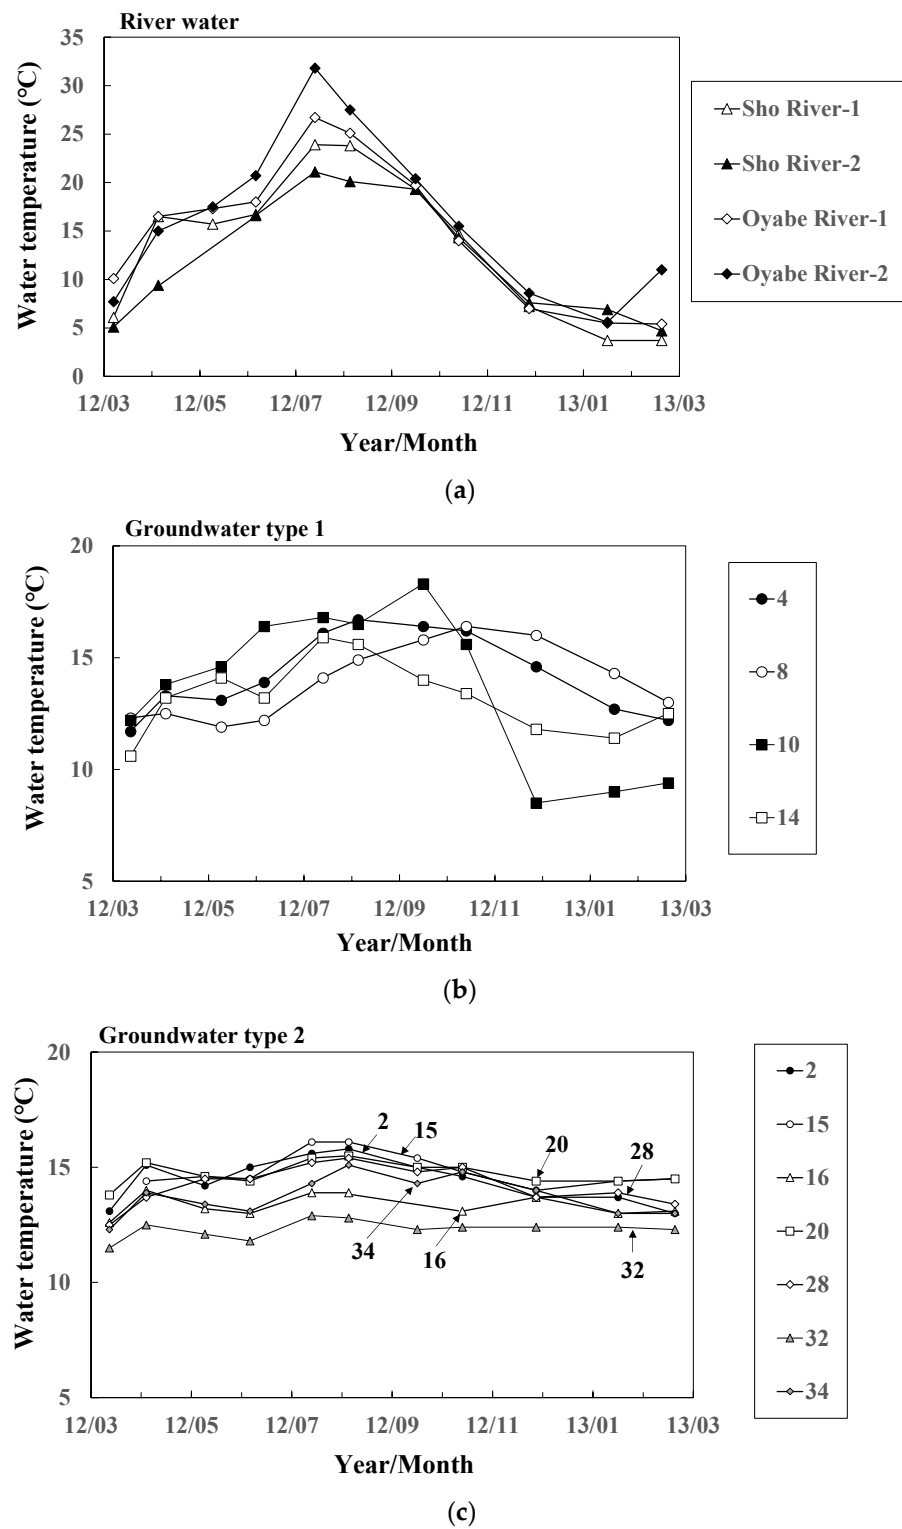 River water
35
30
25
20
15
10
5
0
Water temperature (℃)
12/03 12/05 12/07 12/09 12/11 13/01 13/03
Year/Month
Sho River-1
Sho River-2
Oyabe River-1
Oyabe River-2
(a)
Groundwater type 1
20
15
10
5
Water temperature (℃)
12/03 12/05 12/07 12/09 12/11 13/01 13/03
Year/Month
4
8
10
14
(b)
Groundwater type 2
20
15
10
5
Water temperature (℃)
2
15
20
28
34
16
32
12/03 12/05 12/07 12/09 12/11 13/01 13/03
Year/Month
2
15
16
20
28
32
34
(c)